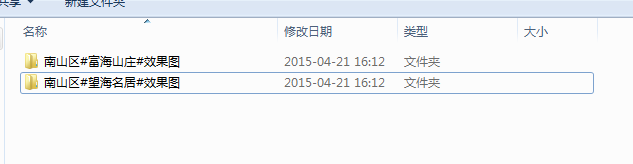 共享 新建文件夹
名称 修改日期 类型 大小
南山区#富海山庄#效果图 2015-04-21 16:12 文件夹
南山区#望海名居#效果图 2015-04-21 16:12 文件夹